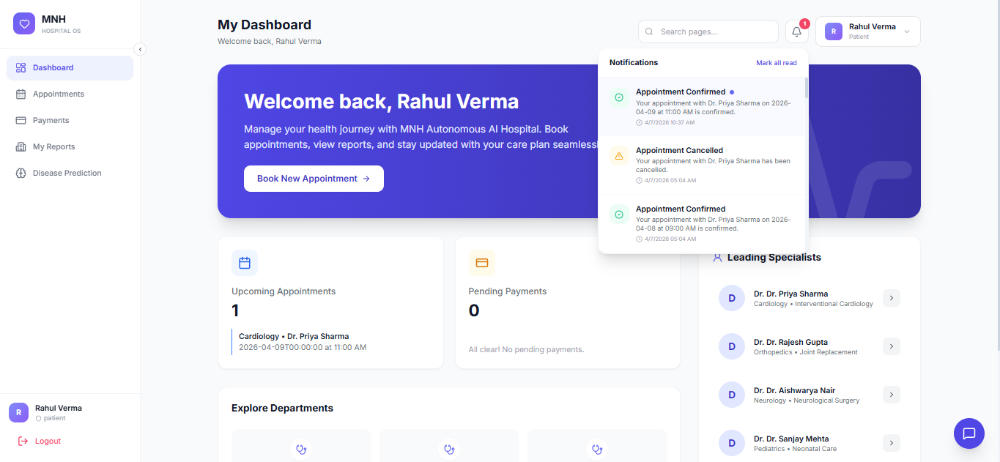 MNH
HOSPITAL OS
Dashboard
Appointments
Payments
My Reports
Disease Prediction
R
Rahul Verma
patient
Logout
My Dashboard
Welcome back, Rahul Verma
Search pages...
1
R
Rahul Verma
Patient
Notifications
Mark all read
Appointment Confirmed
Your appointment with Dr. Priya Sharma on 2026-
04-09 at 11:00 AM is confirmed.
4/7/2026 10:37 AM
Appointment Cancelled
Your appointment with Dr. Priya Sharma has been
cancelled.
4/7/2026 05:04 AM
Appointment Confirmed
Your appointment with Dr. Priya Sharma on 2026-
04-08 at 09:00 AM is confirmed.
4/7/2026 05:04 AM
Welcome back, Rahul Verma
Manage your health journey with MNH Autonomous AI Hospital. Book
appointments, view reports, and stay updated with your care plan
Book New Appointment
Upcoming Appointments
1
Cardiology • Dr. Priya Sharma
2026-04-09T00:00:00 at 11:00 AM
Pending Payments
0
All clear! No pending payments.
Explore Departments
Leading Specialists
D
Dr. Dr. Priya Sharma
Cardiology • Interventional Cardiology
D
Dr. Dr. Rajesh Gupta
Orthopedics • Joint Replacement
D
Dr. Dr. Aishwarya Nair
Neurology • Neurological Surgery
D
Dr. Dr. Sanjay Mehta
Pediatrics • Neonatal Care